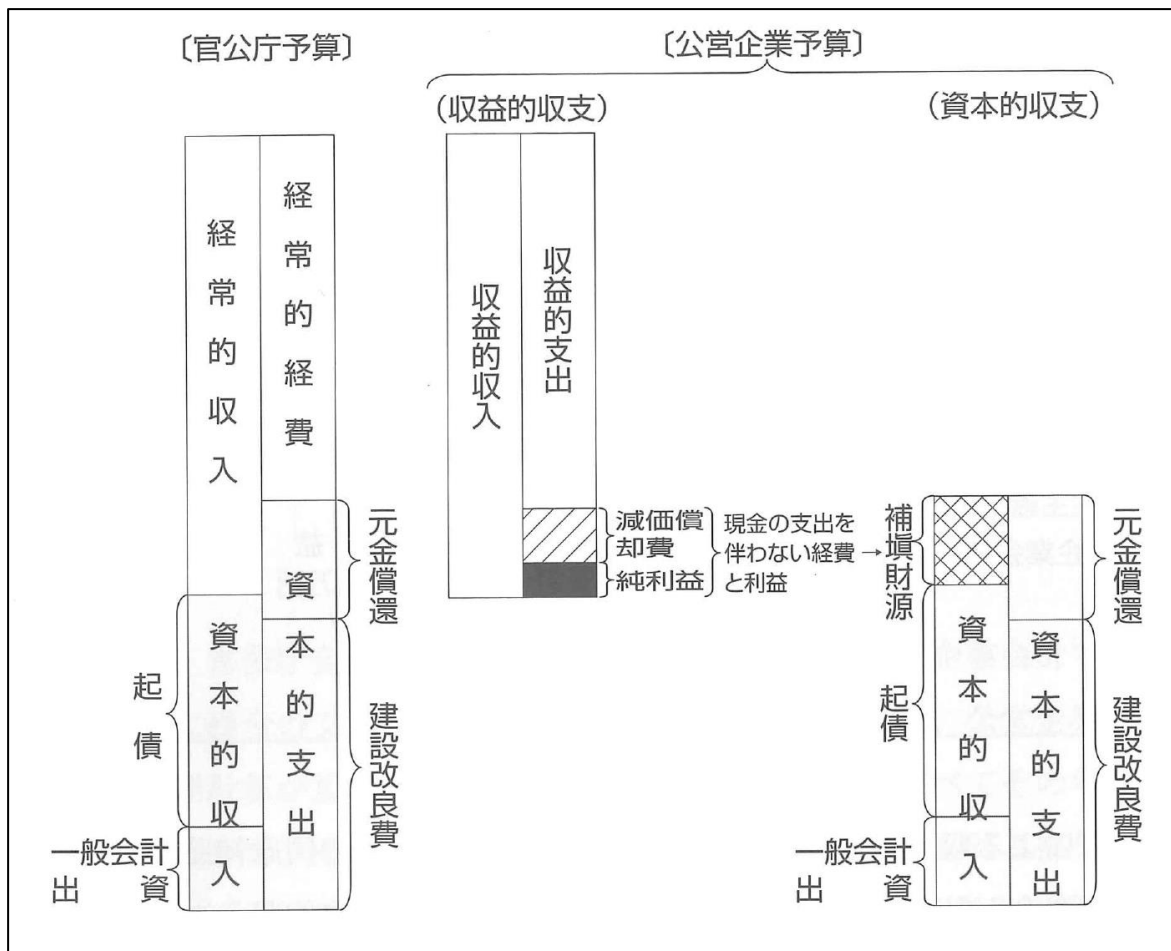 〔官公庁予算〕
〔公営企業予算〕
(収益的収支)
(資本的収支)
経常的収入
経常的経費
元金償還
資本的収入
資本的支出
起債
建設改良費
一般会計
出資
収益的収入
収益的支出
減価償
却費
純利益
現金の支出を
伴わない経費
と利益
→
補塡財源
元金償還
資本的収入
資本的支出
起債
建設改良費
一般会計
出資